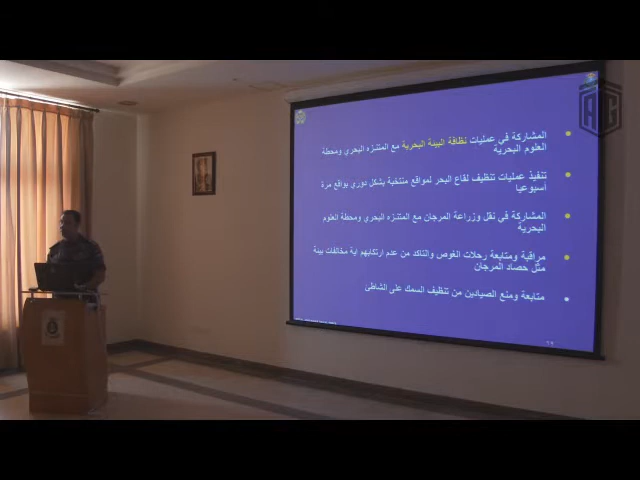 المشاركة في عمليات نظافة البيئة البحرية مع المتنزه البحري ومحطة
العلوم البحرية
تنفيذ عمليات تنظيف لقاع البحر لمواقع منتخبة بشكل دوري بواقع مرة
أسبوعيا
المشاركة في نقل وزراعة المرجان مع المتنزه البحري ومحطة العلوم
البحرية
مراقبة ومتابعة رحلات الغوص والتأكد من عدم ارتكابهم اية مخالفات بيئة
مثل حصاد المرجان
متابعة ومنع الصيادين من تنظيف السمك على الشاطئ